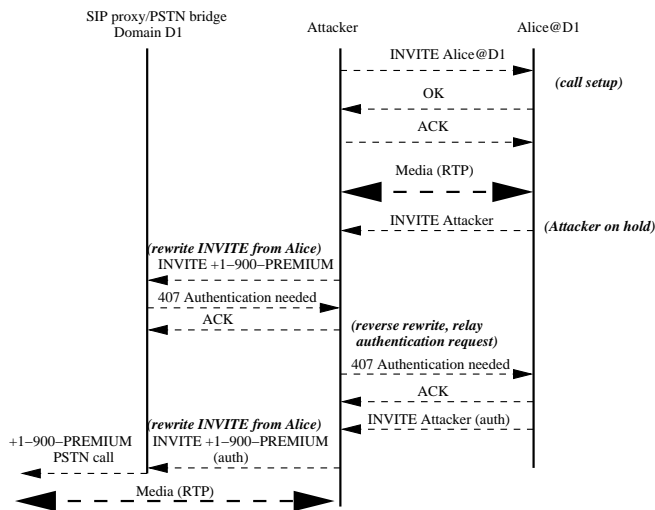 SIP proxy/PSTN bridge
Domain D1
Attacker
Alice@D1
INVITE Alice@D1
(call setup)
OK
ACK
Media (RTP)
INVITE Attacker
(Attacker on hold)
(rewrite INVITE from Alice)
INVITE +1−900−PREMIUM
407 Authentication needed
ACK
(reverse rewrite, relay
authentication request)
407 Authentication needed
ACK
INVITE Attacker (auth)
(rewrite INVITE from Alice)
+1−900−PREMIUM
PSTN call
INVITE +1−900−PREMIUM
(auth)
Media (RTP)